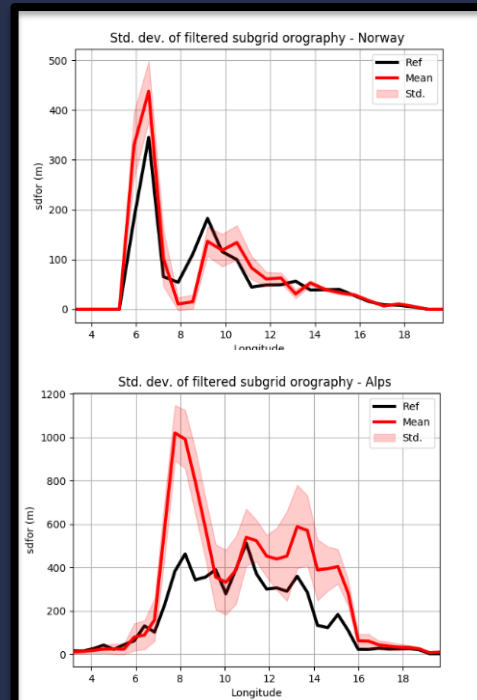 Std. dev. of filtered subgrid orography - Norway
500
400
300
200
100
0
sdfor (m)
Ref
Mean
Std.
4 6 8 10 12 14 16 18
Longitude
Std. dev. of filtered subgrid orography - Alps
1200
1000
800
600
400
200
0
sdfor (m)
Ref
Mean
Std.
4 6 8 10 12 14 16 18
Longitude